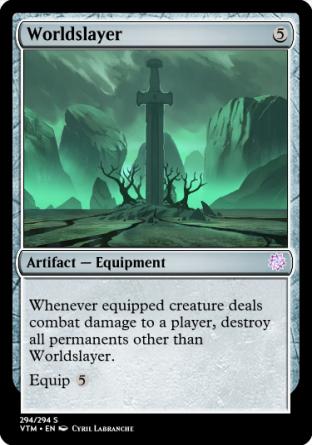 Worldslayer 5
Artifact — Equipment
Whenever equipped creature deals
combat damage to a player, destroy
all permanents other than
Worldslayer.
Equip 5
294/294 S
VTM • EN Cyril Labranche